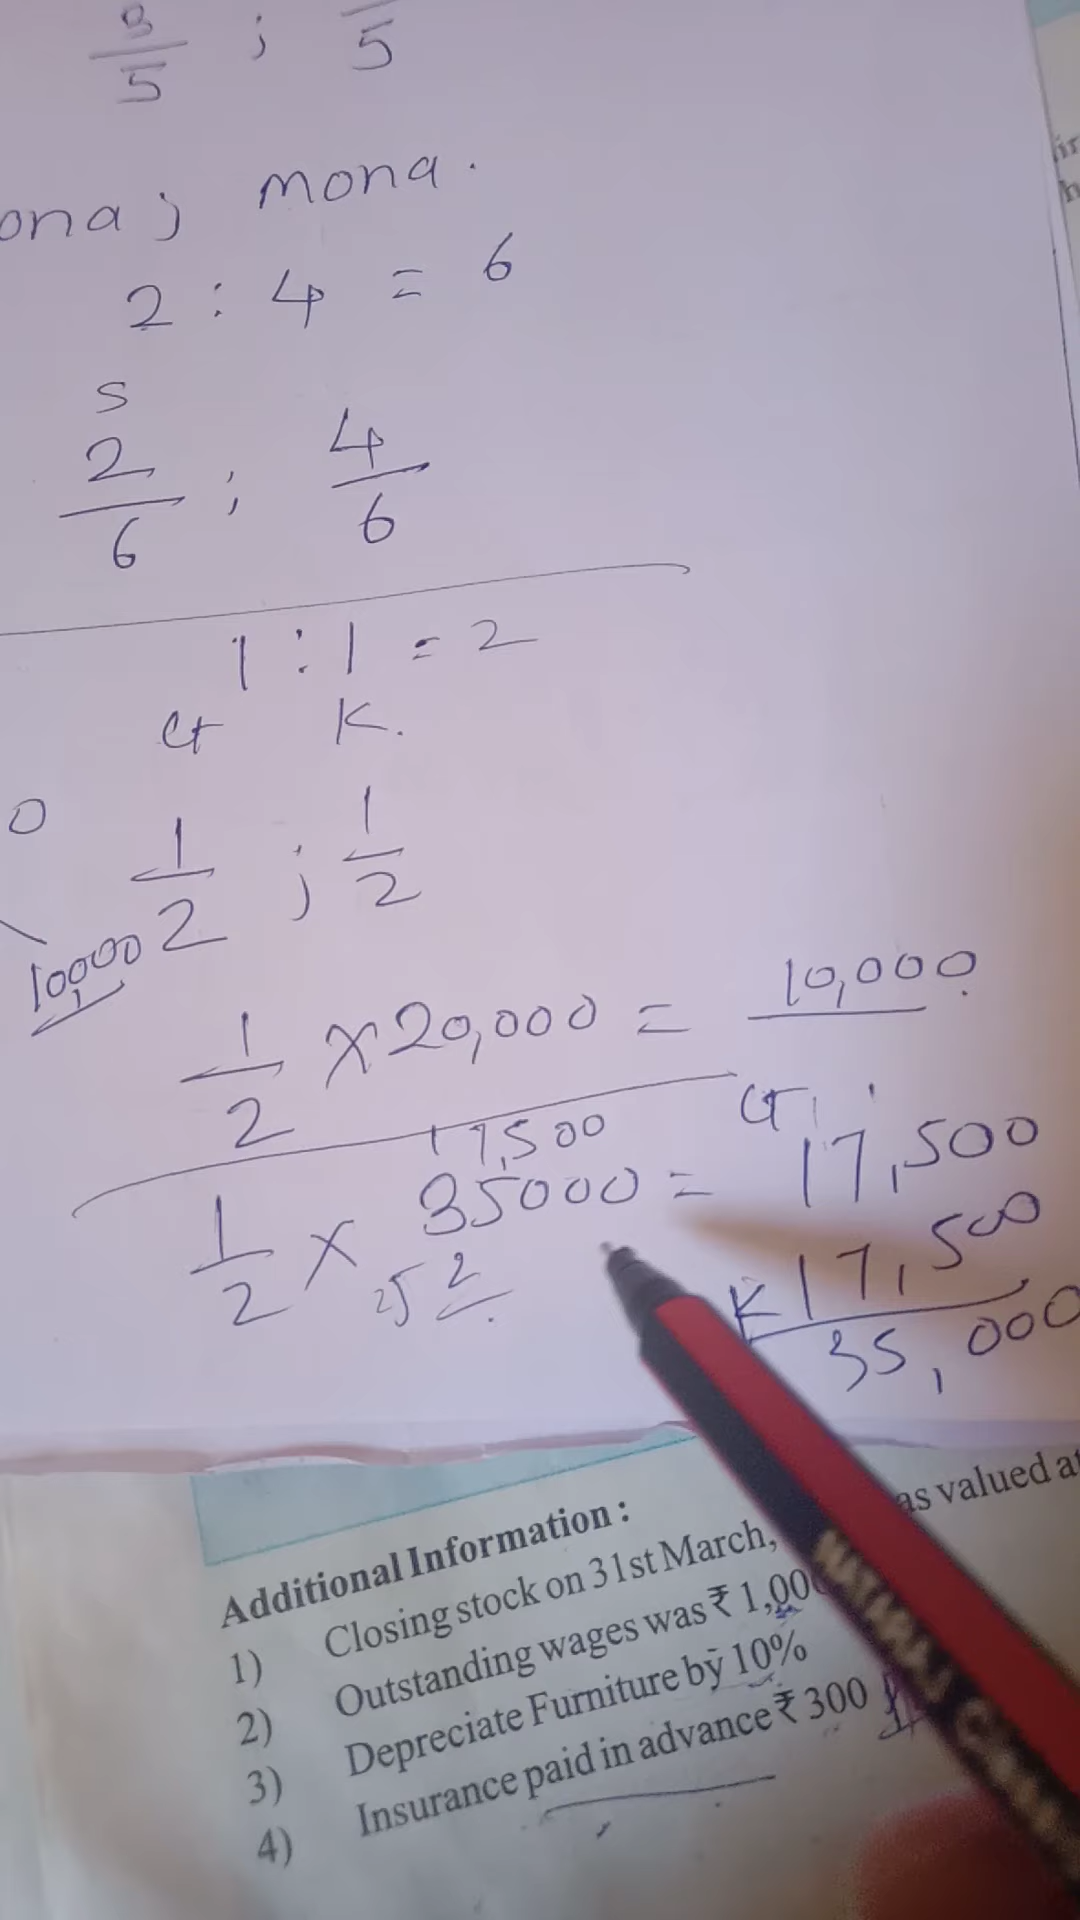 3/5 ; /5
ona ; mona.
2 : 4 = 6
S
2/6 ; 4/6
1 : 1 = 2
G K.
0
1/2 ; 1/2
10000
1/2 × 20,000 = 10,000
G 17,500
17,500
1/2 × 35000 =
2
K 17,500
35,000
Additional Information :
1) Closing stock on 31st March, as valued at
2) Outstanding wages was ₹ 1,00
3) Depreciate Furniture by 10%
4) Insurance paid in advance ₹ 300